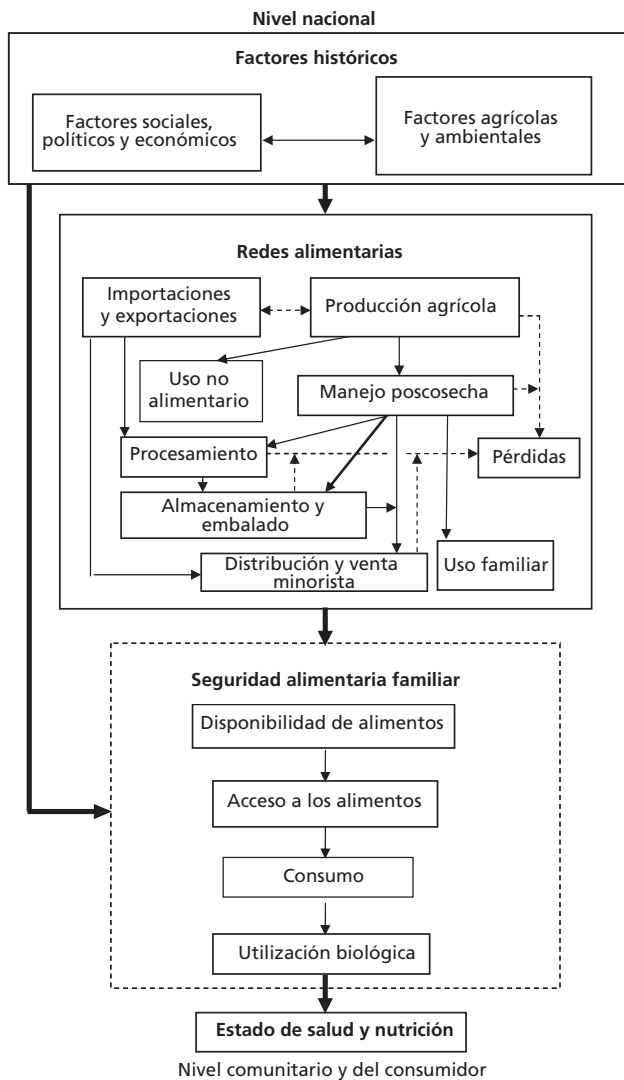 Nivel nacional
Factores históricos
Factores sociales,
políticos y económicos
Factores agrícolas
y ambientales
Redes alimentarias
Importaciones
y exportaciones
Producción agrícola
Uso no
alimentario
Manejo poscosecha
Procesamiento
Pérdidas
Almacenamiento y
embalado
Distribución y venta
minorista
Uso familiar
Seguridad alimentaria familiar
Disponibilidad de alimentos
Acceso a los alimentos
Consumo
Utilización biológica
Estado de salud y nutrición
Nivel comunitario y del consumidor